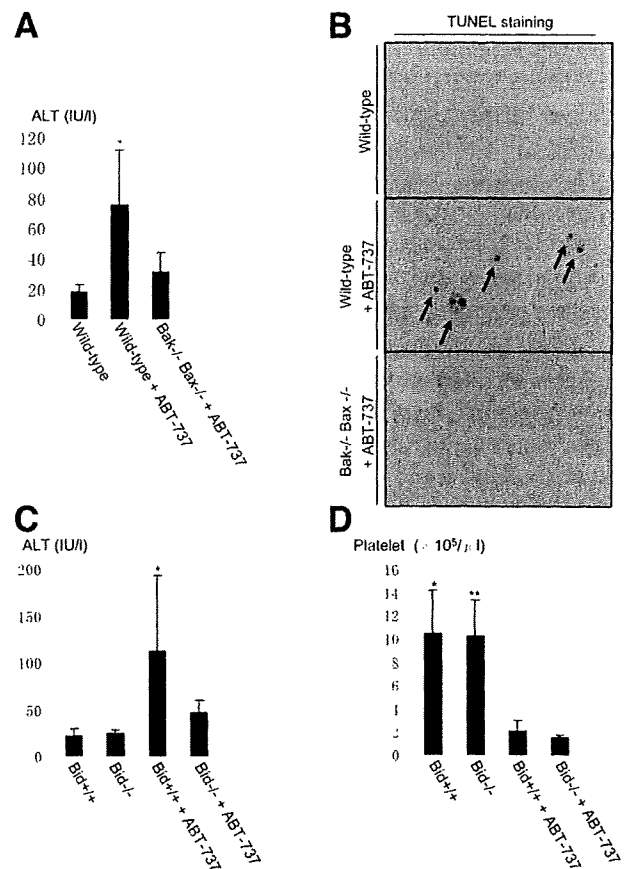 A
ALT (IU/l)
120
100
80
60
40
20
0
*
Wild-type
Wild-type + ABT-737
Bak-/- Bax-/- + ABT-737
B
TUNEL staining
Wild-type
Wild-type
+ ABT-737
Bak-/- Bax -/-
+ ABT-737
C
ALT (IU/l)
200
150
100
50
0
*
Bid+/+
Bid-/-
Bid+/+ + ABT-737
Bid-/- + ABT-737
D
Platelet ( 10⁵/ l)
16
14
12
10
8
6
4
2
0
*
**
Bid+/+
Bid-/-
Bid+/+ + ABT-737
Bid-/- + ABT-737